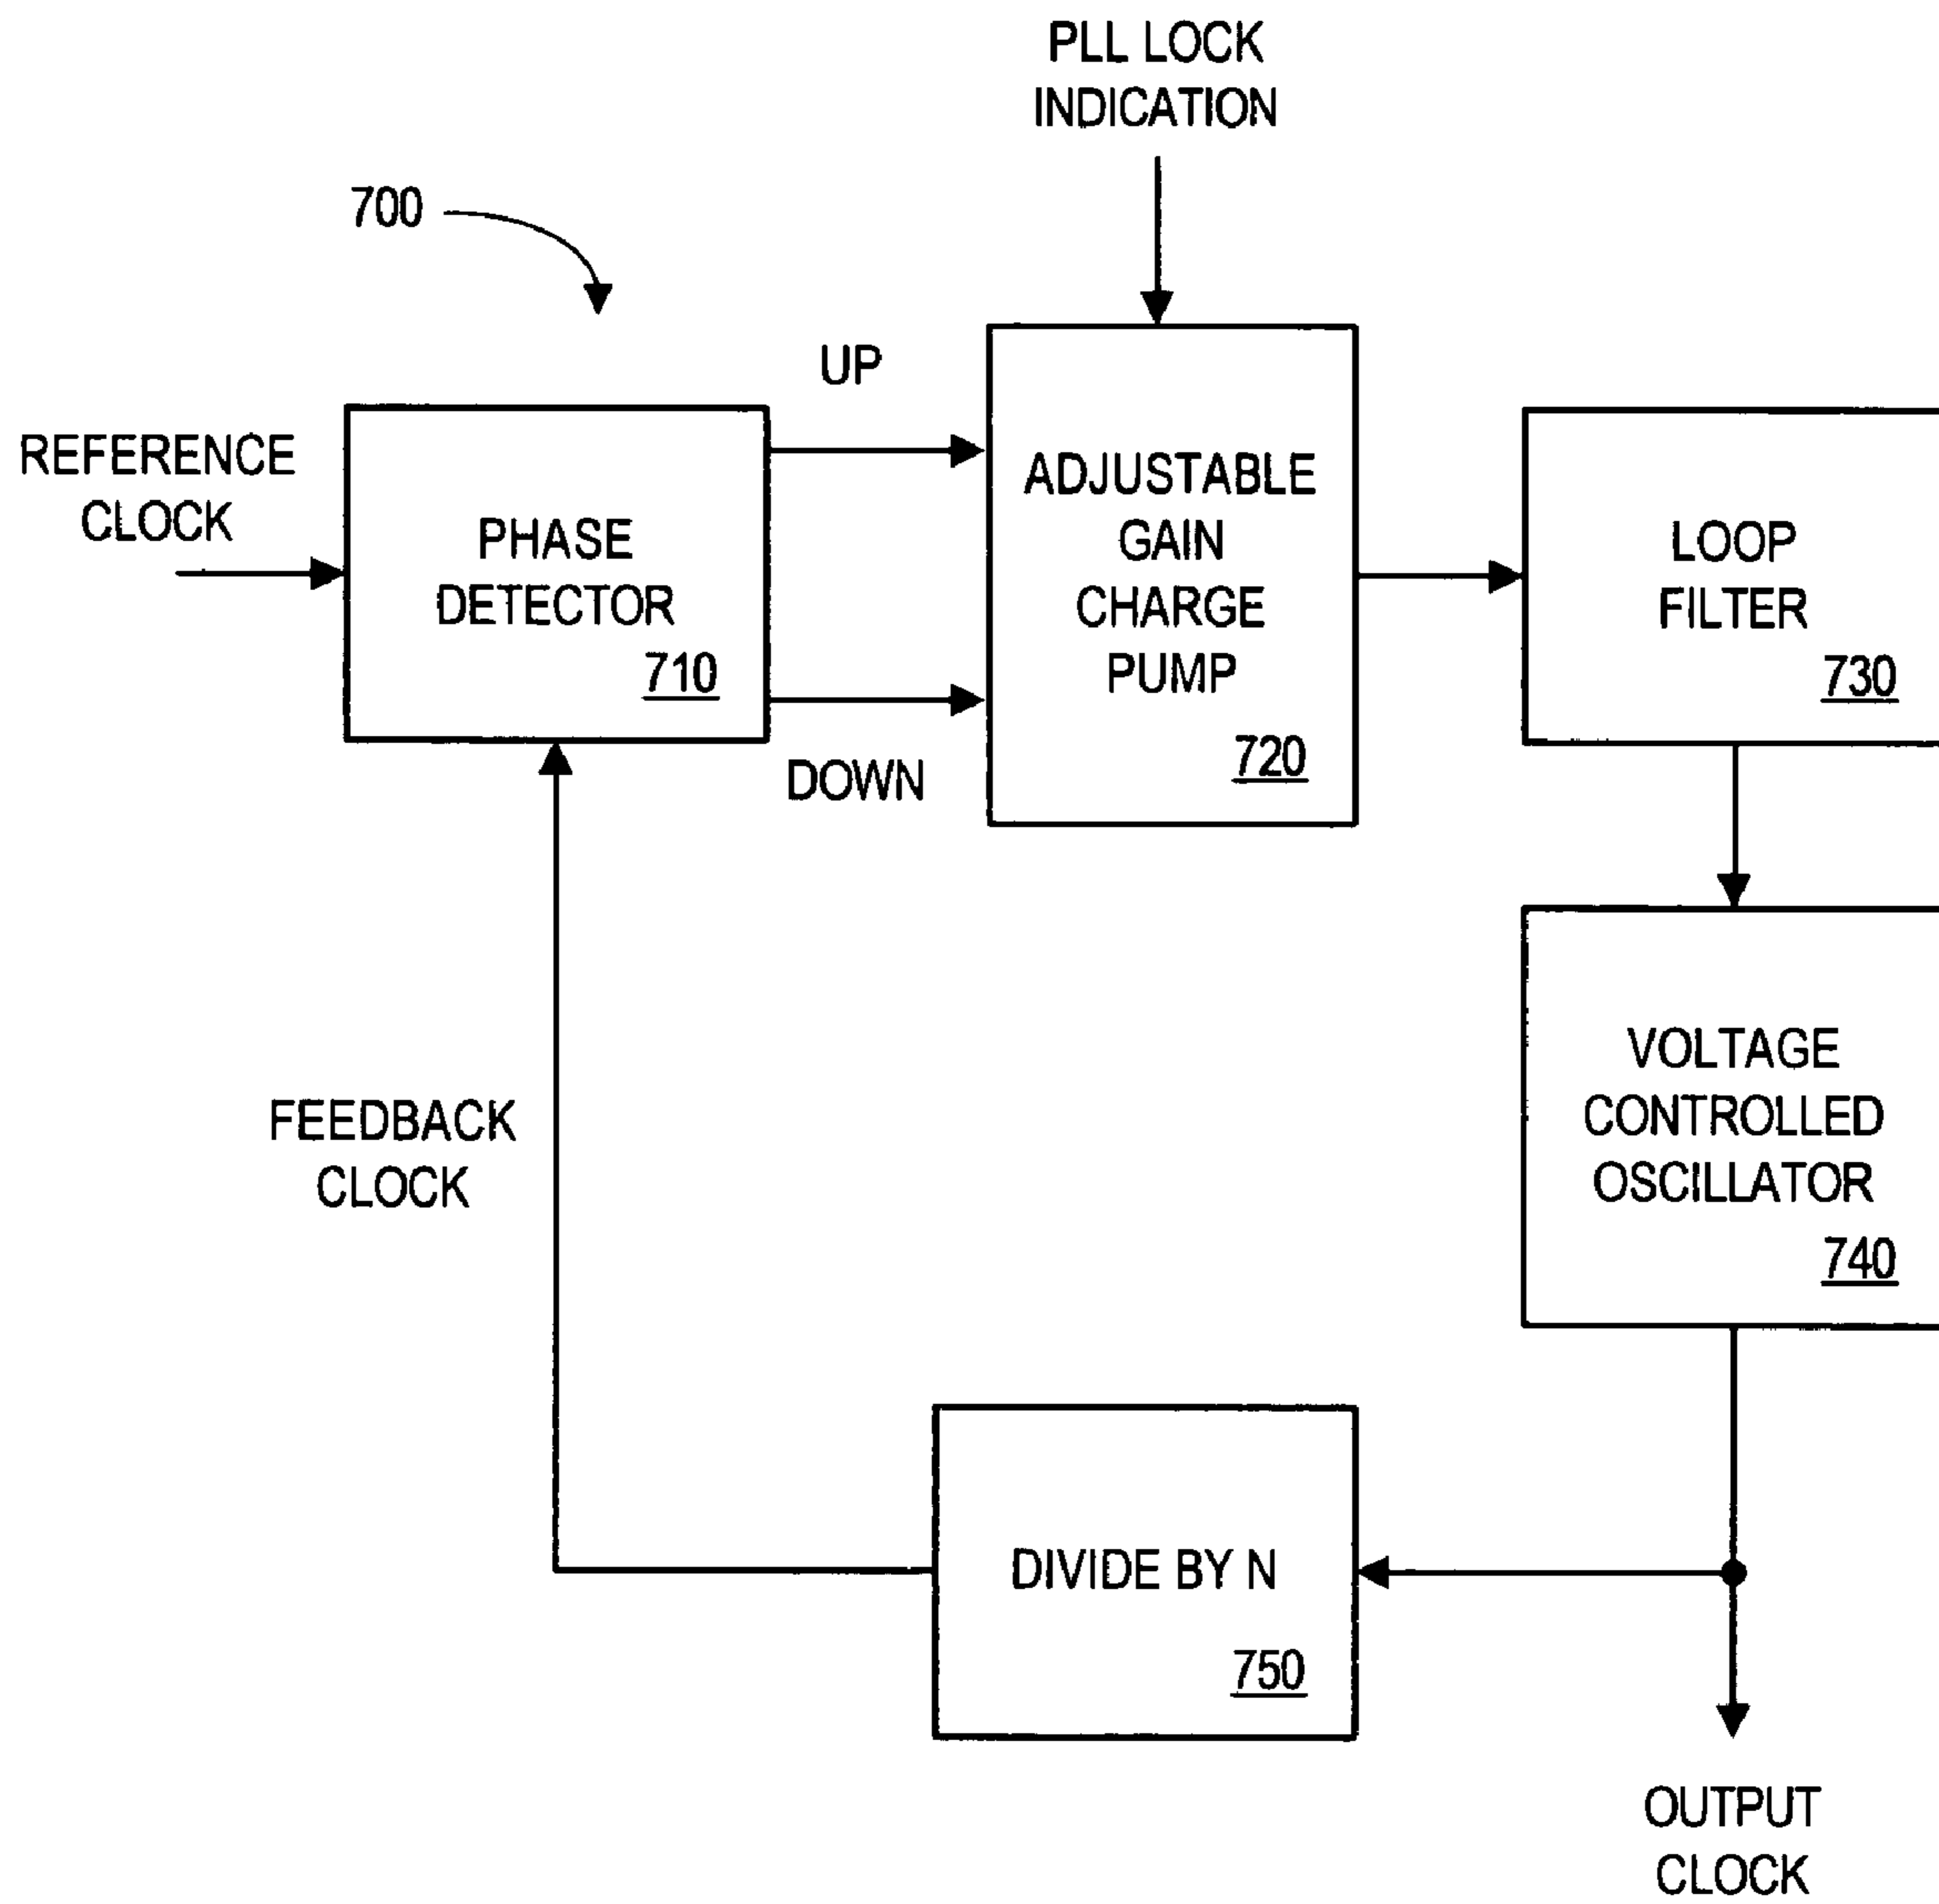 PLL LOCK
INDICATION
700
UP
REFERENCE
CLOCK
PHASE
DETECTOR
710
DOWN
ADJUSTABLE
GAIN
CHARGE
PUMP
720
LOOP
FILTER
730
VOLTAGE
CONTROLLED
OSCILLATOR
740
FEEDBACK
CLOCK
DIVIDE BY N
750
OUTPUT
CLOCK